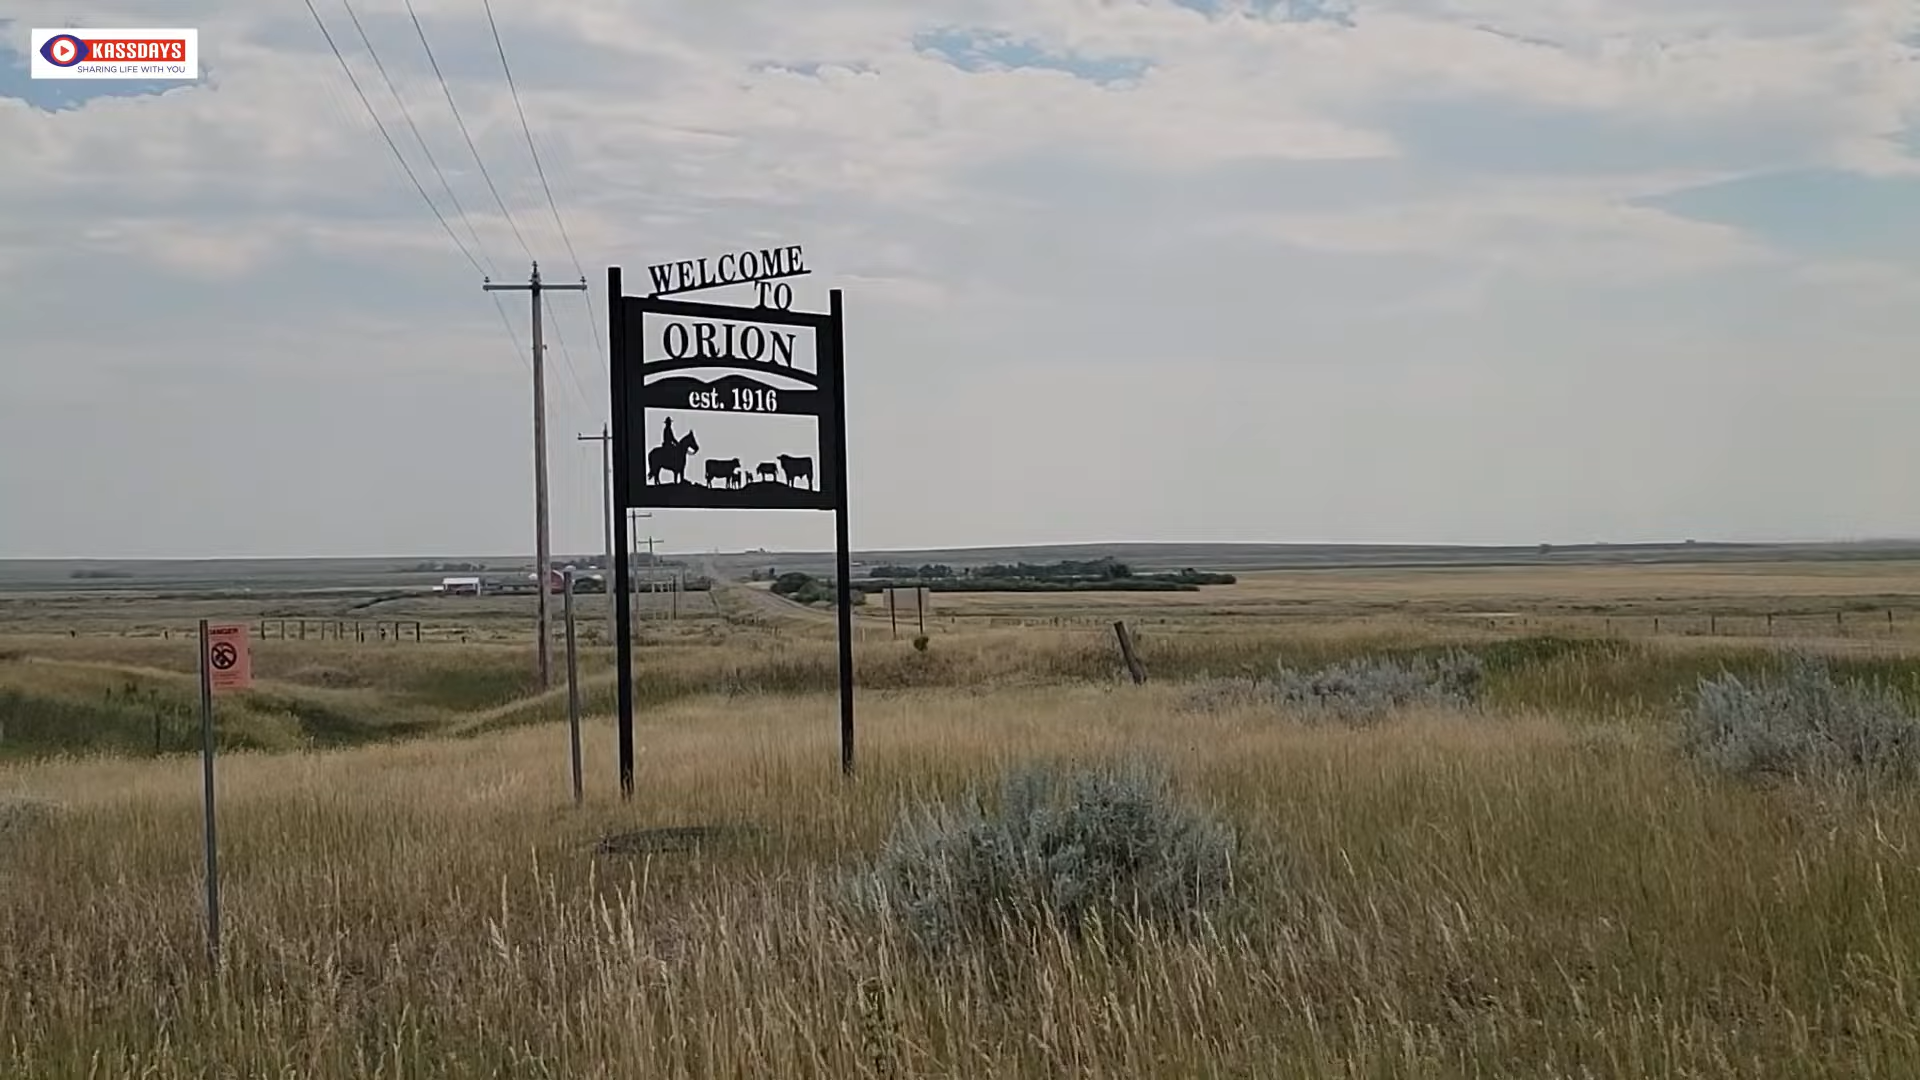 KASSDAYS
SHARING LIFE WITH YOU
WELCOME
TO
ORION
est. 1916
DANGER